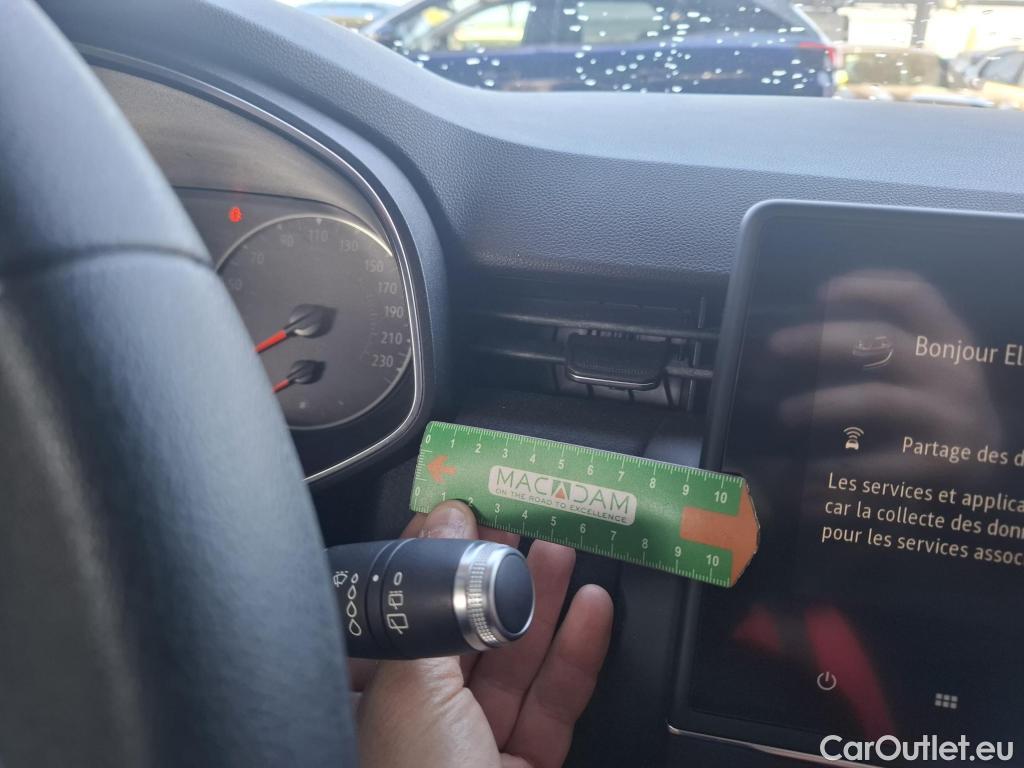 70
90
110
130
150
170
190
210
230
Bonjour El
Partage des d
Les services et applica
car la collecte des donn
pour les services assoc
0 1 2 3 4 5 6 7 8 9 10
MACADAM
ON THE ROAD TO EXCELLENCE
0 1 2 3 4 5 6 7 8 9 10
0
CarOutlet.eu